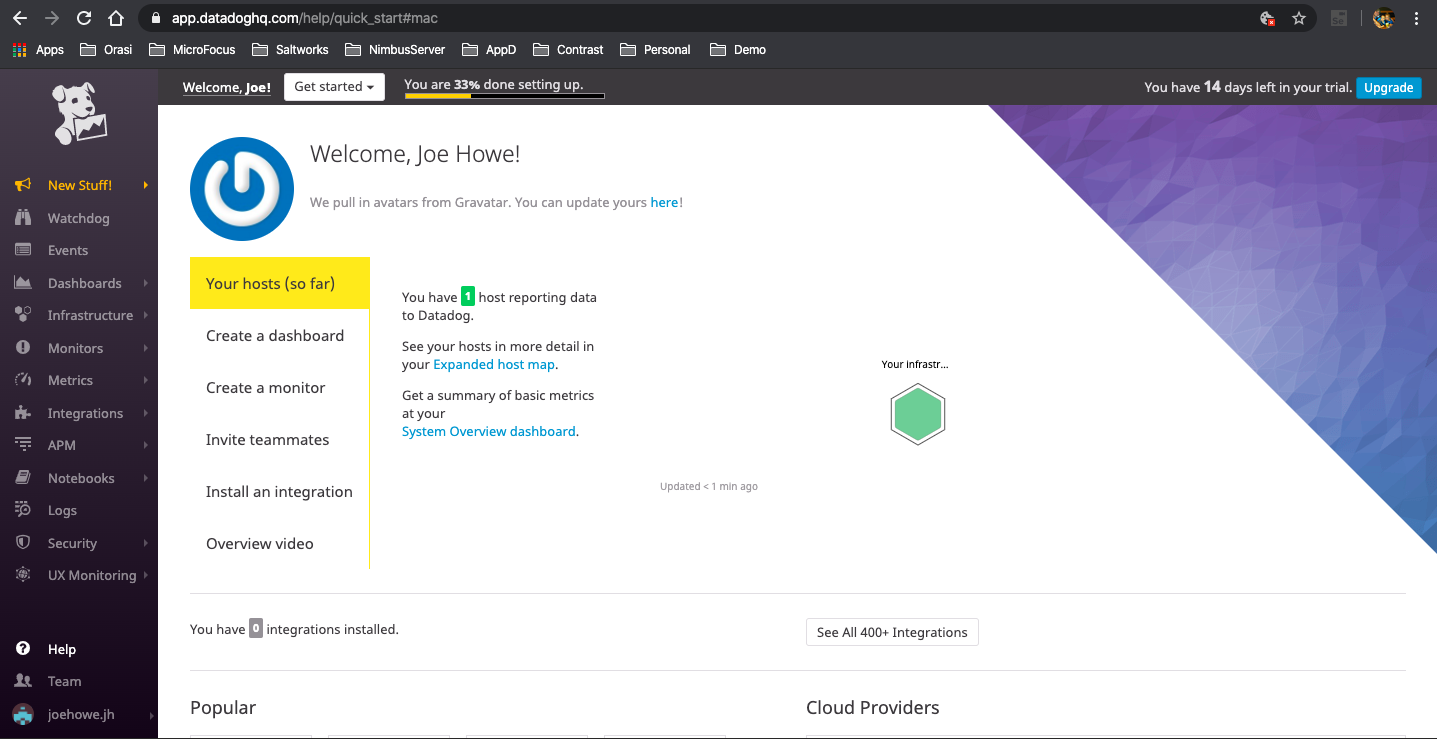 app.datadoghq.com/help/quick_start#mac
Apps Orasi MicroFocus Saltworks NimbusServer AppD Contrast Personal Demo
Welcome, Joe! Get started You are 33% done setting up. You have 14 days left in your trial. Upgrade
New Stuff!
Watchdog
Events
Dashboards
Infrastructure
Monitors
Metrics
Integrations
APM
Notebooks
Logs
Security
UX Monitoring
Help
Team
joehowe.jh
Welcome, Joe Howe!
We pull in avatars from Gravatar. You can update yours here!
Your hosts (so far)
Create a dashboard
Create a monitor
Invite teammates
Install an integration
Overview video
You have 1 host reporting data
to Datadog.
See your hosts in more detail in
your Expanded host map.
Get a summary of basic metrics
at your
System Overview dashboard.
Your infrastr...
Updated < 1 min ago
You have 0 integrations installed.
See All 400+ Integrations
Popular
Cloud Providers